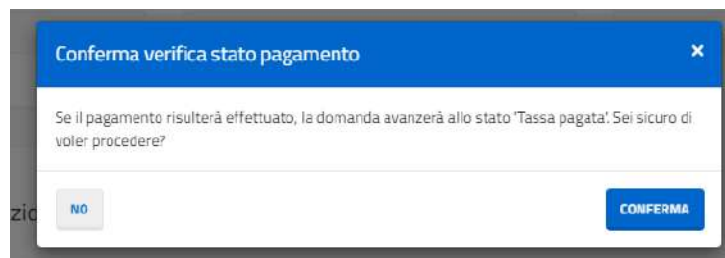 Conferma verifica stato pagamento
×
Se il pagamento risulterà effettuato, la domanda avanzerà allo stato 'Tassa pagata'. Sei sicuro di
voler procedere?
zio
NO
CONFERMA